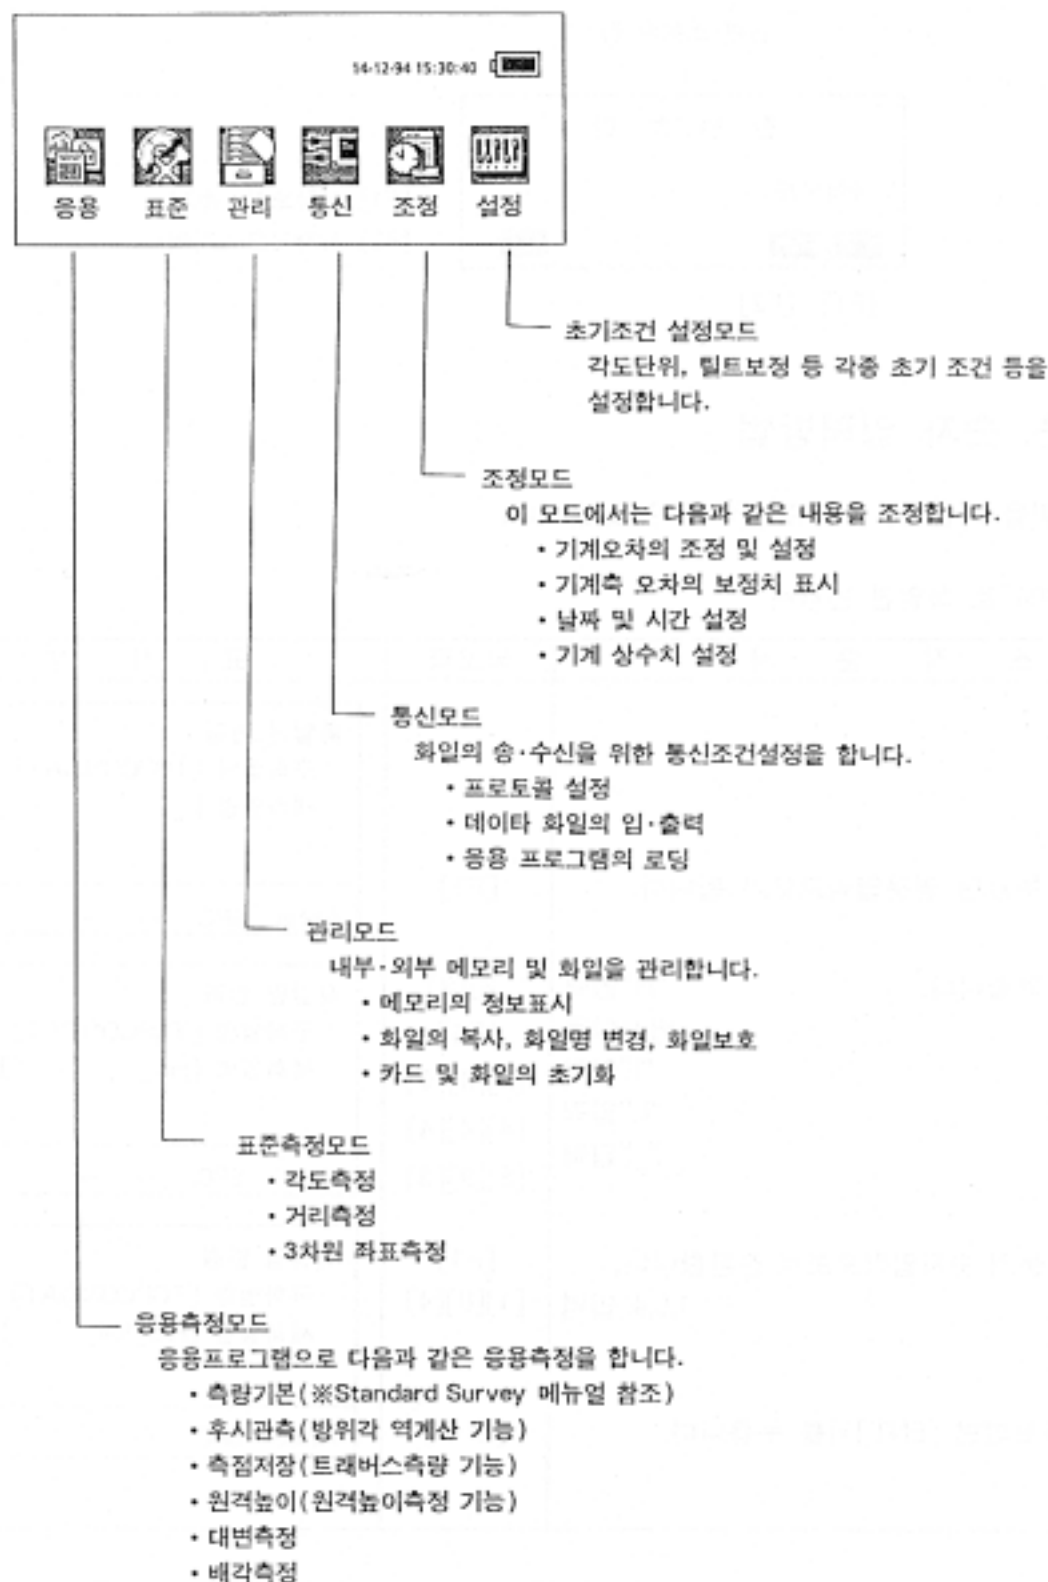 14-12-94 15:30:40
응용 표준 관리 통신 조정 설정
초기조건 설정모드
각도단위, 틸트보정 등 각종 초기 조건 등을
설정합니다.
조정모드
이 모드에서는 다음과 같은 내용을 조정합니다.
• 기계오차의 조정 및 설정
• 기계축 오차의 보정치 표시
• 날짜 및 시간 설정
• 기계 상수치 설정
통신모드
화일의 송·수신을 위한 통신조건설정을 합니다.
• 프로토콜 설정
• 데이타 화일의 입·출력
• 응용 프로그램의 로딩
관리모드
내부·외부 메모리 및 화일을 관리합니다.
• 메모리의 정보표시
• 화일의 복사, 화일명 변경, 화일보호
• 카드 및 화일의 초기화
표준측정모드
• 각도측정
• 거리측정
• 3차원 좌표측정
응용측정모드
응용프로그램으로 다음과 같은 응용측정을 합니다.
• 측량기본(※Standard Survey 메뉴얼 참조)
• 후시관측(방위각 역계산 기능)
• 측점저장(트래버스측량 기능)
• 원격높이(원격높이측정 기능)
• 대변측정
• 배각측정